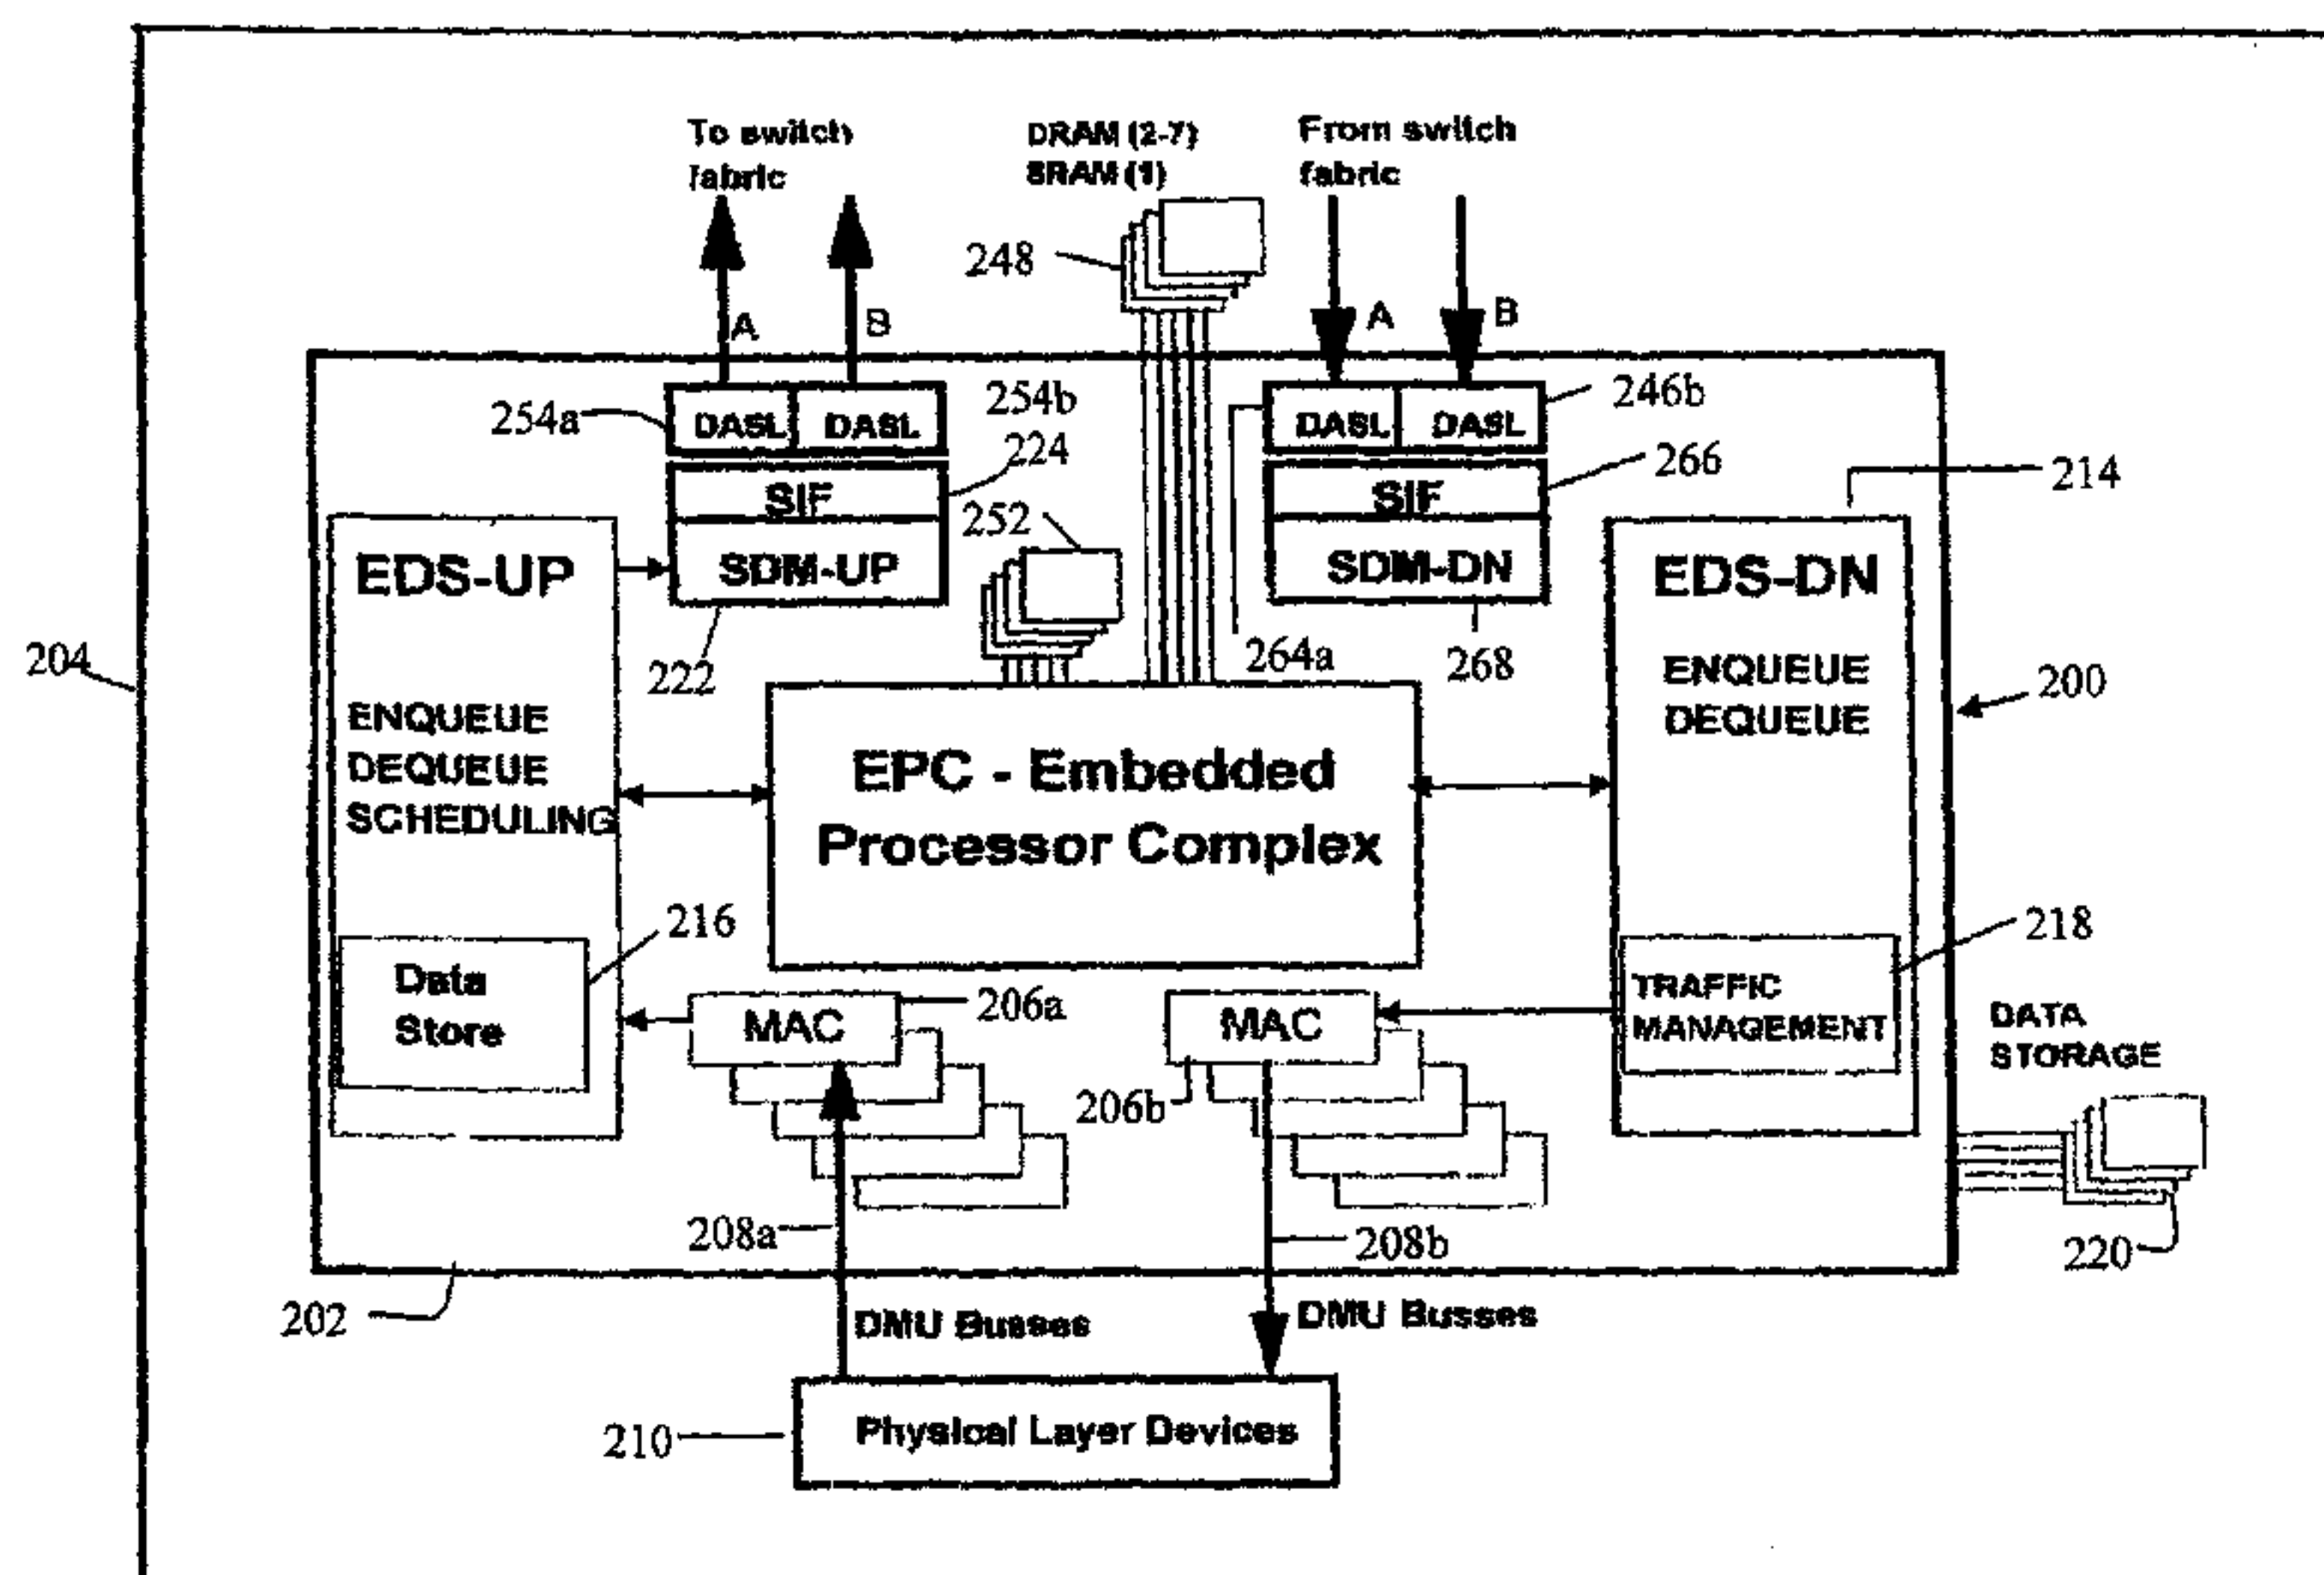 To switch
fabric
DRAM (2-7)
SRAM (1)
From switch
fabric
248
A
B
A
B
254a
DASL
DASL
254b
DASL
DASL
246b
224
SIF
SIF
266
214
252
EDS-UP
SDM-UP
SDM-DN
EDS-DN
204
222
264a
268
ENQUEUE
DEQUEUE
200
ENQUEUE
DEQUEUE
SCHEDULING
EPC - Embedded
Processor Complex
216
218
Data
Store
MAC
206a
MAC
TRAFFIC
MANAGEMENT
DATA
STORAGE
206b
208a
208b
220
202
DMU Busses
DMU Busses
210
Physical Layer Devices